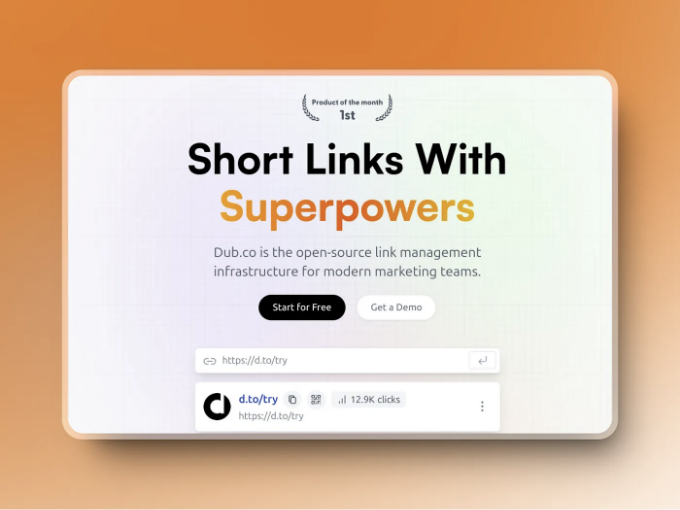 Product of the month
1st
Short Links With
Superpowers
Dub.co is the open-source link management
infrastructure for modern marketing teams.
Start for Free
Get a Demo
https://d.to/try
d.to/try
12.9K clicks
https://d.to/try